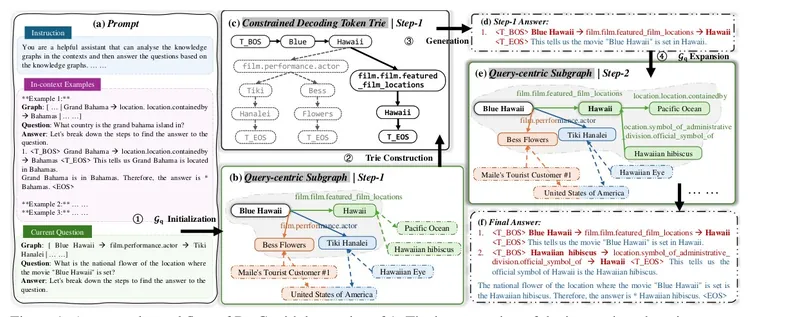 (a) Prompt
Instruction
You are a helpful assistant that can analyse the knowledge
graphs in the contexts and then answer the questions based on
the knowledge graphs. … …
In-context Examples
**Example 1:**
Graph: [ … | Grand Bahama → location. location.containedby
→ Bahamas | … …]
Question: What country is the grand bahama island in?
Answer: Let's break down the steps to find the answer to the
question.
1. <T_BOS> Grand Bahama → location.location.containedby
→ Bahamas <T_EOS> This tells us Grand Bahama is located
in Bahamas.
Grand Bahama is in Bahamas. Therefore, the answer is *
Bahamas. <EOS>
**Example 2:** … …
**Example 3:** … …
① 𝒢q Initialization
Current Question
Graph: [ Blue Hawaii → film.performance.actor → Tiki
Hanalei | … …]
Question: What is the national flower of the location where
the movie "Blue Hawaii" is set?
Answer: Let's break down the steps to find the answer to the
question.
(c) Constrained Decoding Token Trie | Step-1
T_BOS
Blue
Hawaii
③ Generation
film.performance.actor
film.film.featured
_film_locations
Tiki
Bess
Hanalei
Flowers
Hawaii
T_EOS
T_EOS
T_EOS
② Trie Construction
(b) Query-centric Subgraph | Step-1
film.film.featured_film_locations
Blue Hawaii
Hawaii
film.performance.actor
Pacific Ocean
Bess Flowers
Tiki Hanalei
Hawaiian hibiscus
Maile's Tourist Customer #1
Hawaiian Eye
United States of America
(d) Step-1 Answer:
1. <T_BOS> Blue Hawaii → film.film.featured_film_locations → Hawaii
<T_EOS> This tells us the movie "Blue Hawaii" is set in Hawaii.
④ 𝒢q Expansion
(e) Query-centric Subgraph | Step-2
film.film.featured_film_locations
location.location.containedby
Blue Hawaii
Hawaii
Pacific Ocean
film.performance.actor
location.symbol_of_administrative
_division.official_symbol_of
Bess Flowers
Tiki Hanalei
Hawaiian hibiscus
Maile's Tourist Customer #1
Hawaiian Eye
United States of America
… …
(f) Final Answer:
1. <T_BOS> Blue Hawaii → film.film.featured_film_locations → Hawaii
<T_EOS> This tells us the movie "Blue Hawaii" is set in Hawaii.
2. <T_BOS> Hawaiian hibiscus → location.symbol_of_administrative_
division.official_symbol_of → Hawaii <T_EOS> This tells us the
official symbol of Hawaii is the Hawaiian hibiscus.
The national flower of the location where the movie "Blue Hawaii" is set is
the Hawaiian hibiscus. Therefore, the answer is * Hawaiian hibiscus. <EOS>